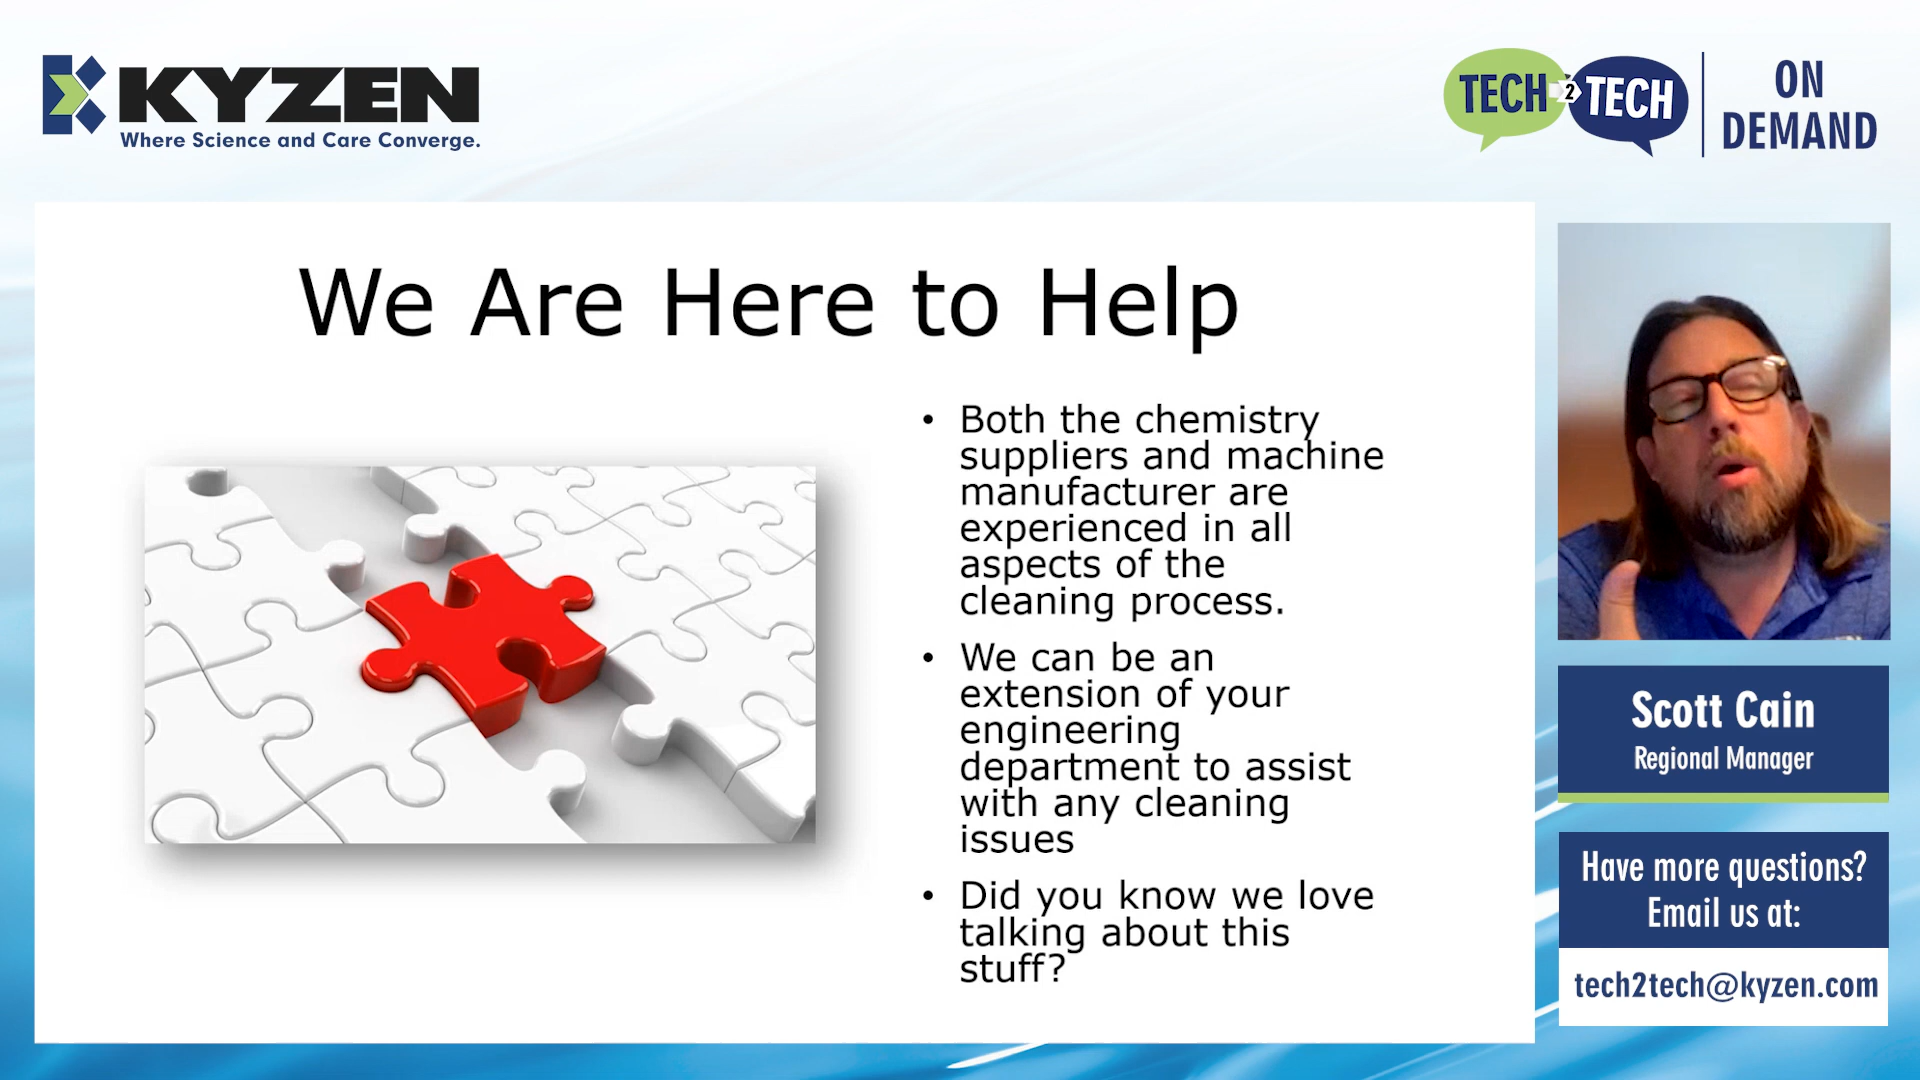 KYZEN
Where Science and Care Converge.
TECH 2 TECH
ON
DEMAND
We Are Here to Help
• Both the chemistry
suppliers and machine
manufacturer are
experienced in all
aspects of the
cleaning process.
• We can be an
extension of your
engineering
department to assist
with any cleaning
issues
• Did you know we love
talking about this
stuff?
Scott Cain
Regional Manager
Have more questions?
Email us at:
tech2tech@kyzen.com